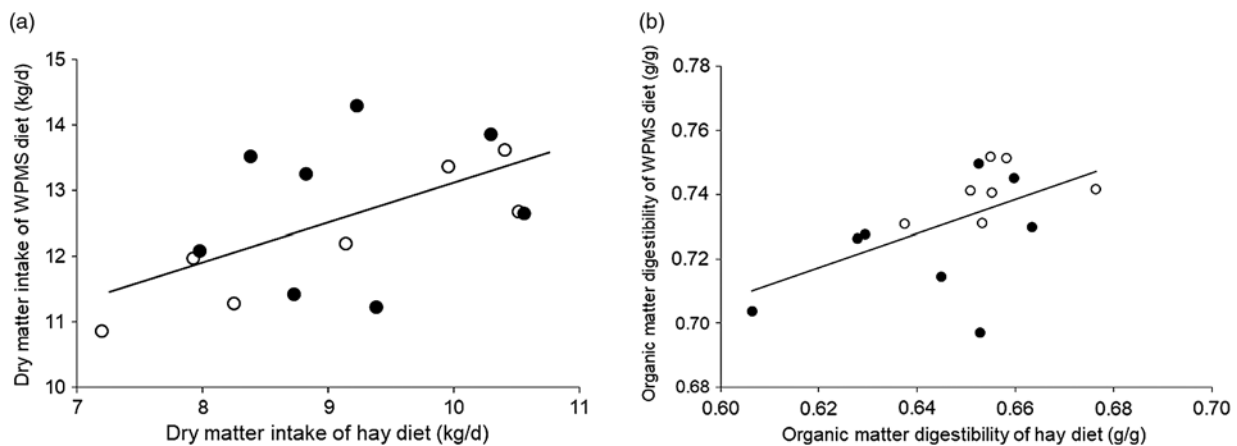 (a)
Dry matter intake of WPMS diet (kg/d)
15
14
13
12
11
10
7 8 9 10 11
Dry matter intake of hay diet (kg/d)
(b)
Organic matter digestibility of WPMS diet (g/g)
0.78
0.76
0.74
0.72
0.70
0.68
0.60 0.62 0.64 0.66 0.68 0.70
Organic matter digestibility of hay diet (g/g)